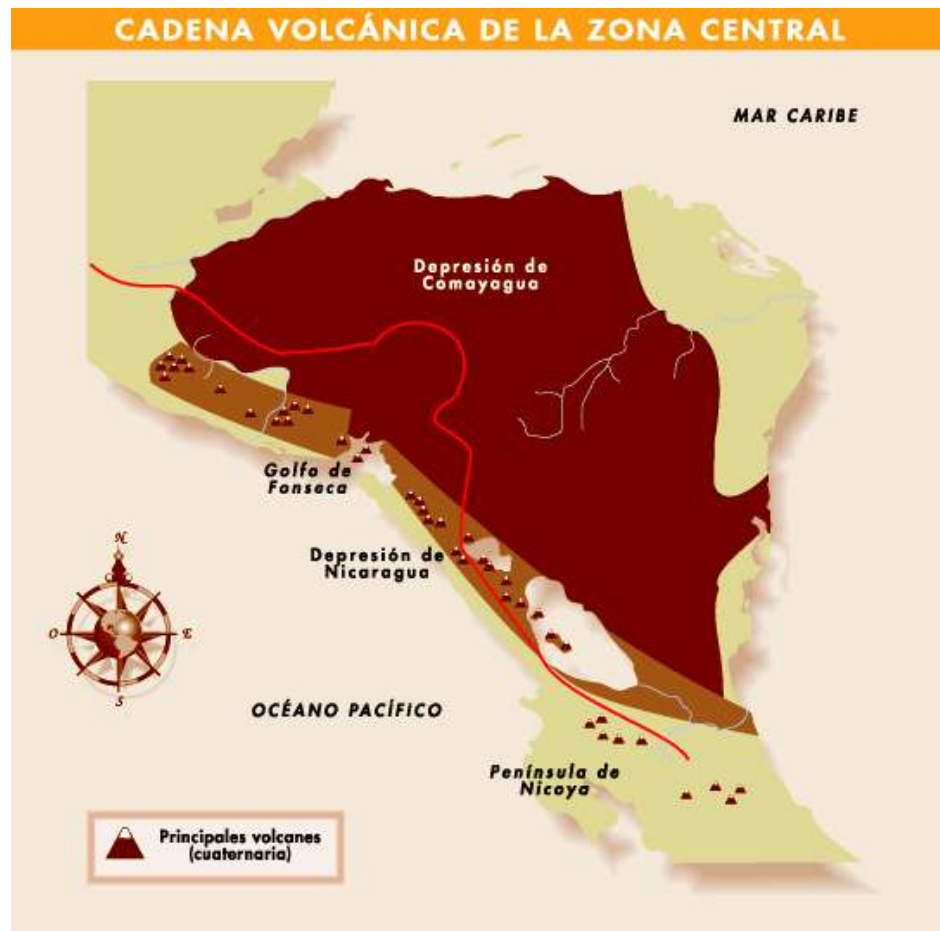 CADENA VOLCÁNICA DE LA ZONA CENTRAL
MAR CARIBE
Depresión de
Comayagua
Golfo de
Fonseca
Depresión de
Nicaragua
N
O
E
S
OCÉANO PACÍFICO
Península de
Nicoya
Principales volcanes
(cuaternaria)